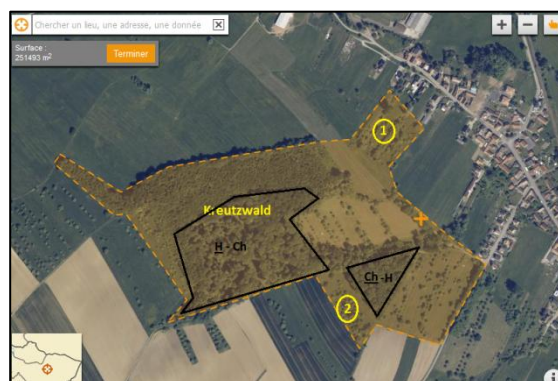 Chercher un lieu, une adresse, une donnée
Surface :
251493 m²
Terminer
1
Kreutzwald
H - Ch
Ch - H
2